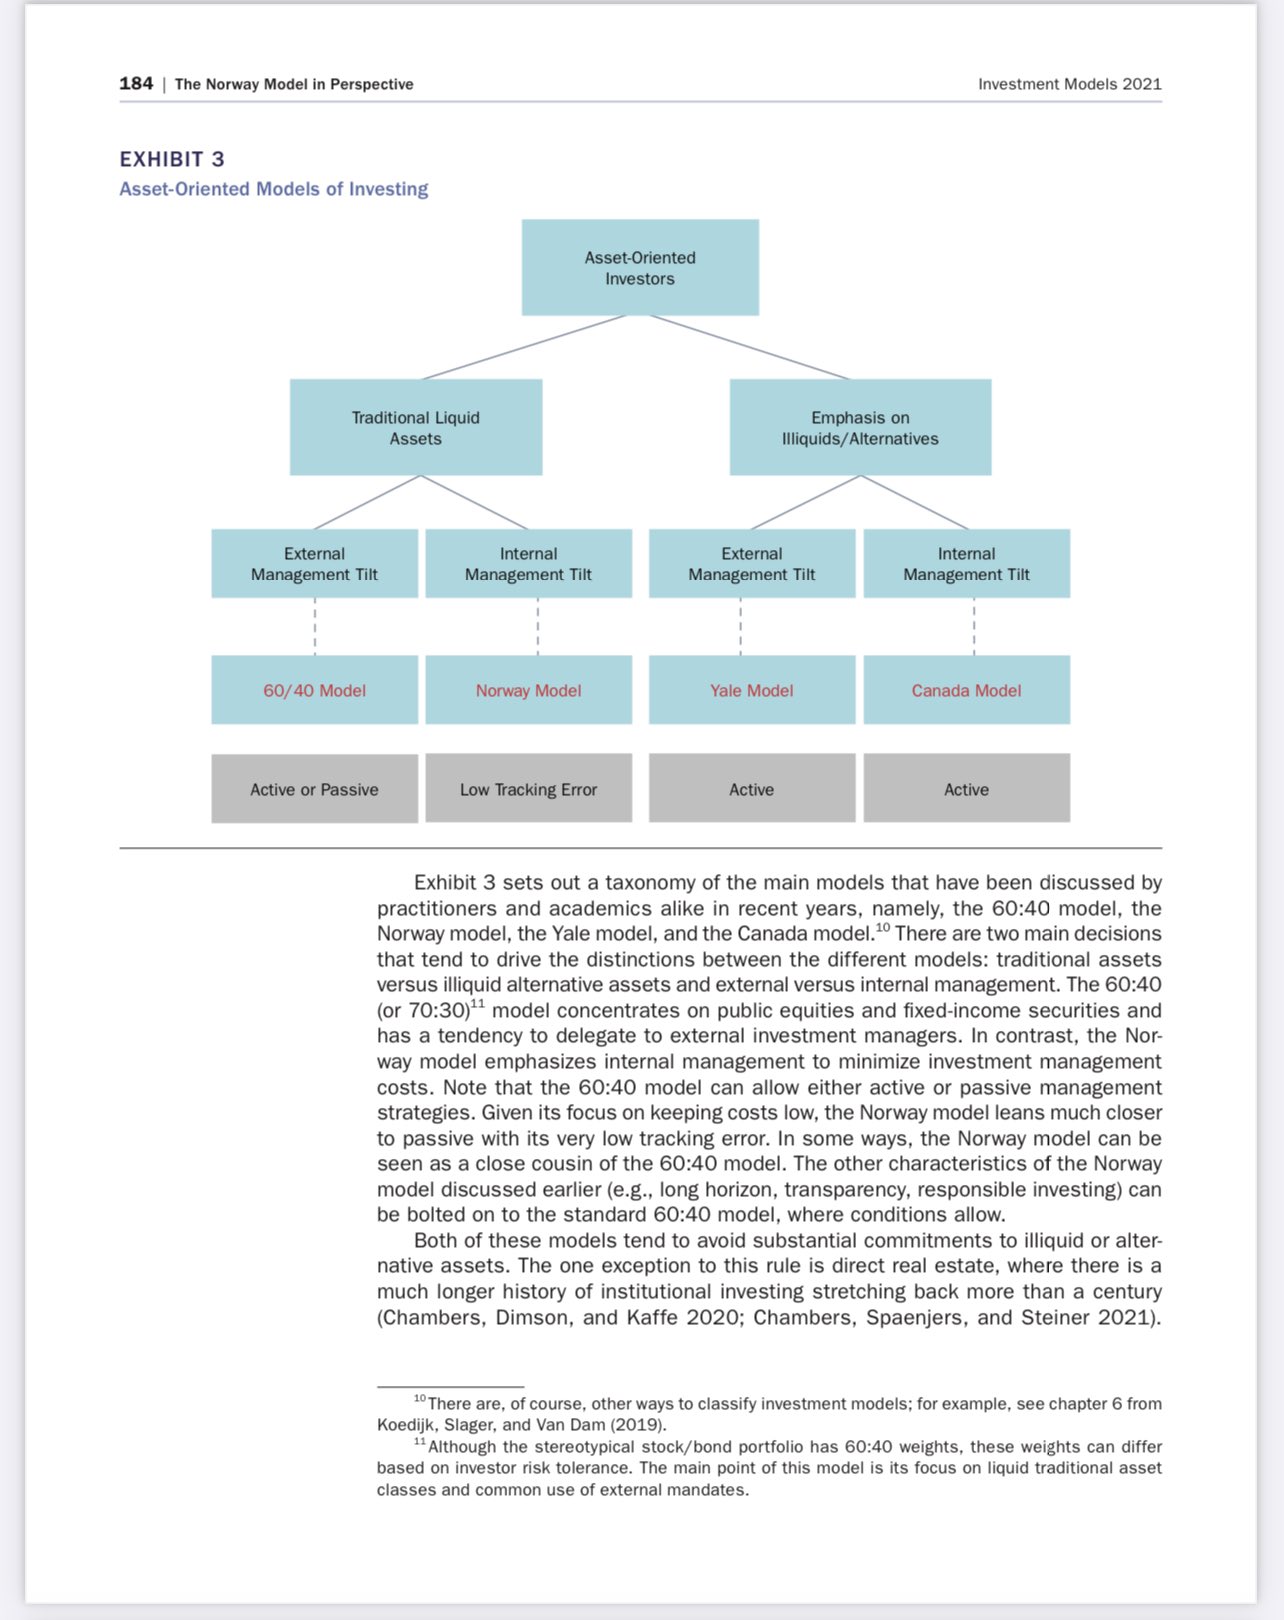 184 | The Norway Model in Perspective
Investment Models 2021
EXHIBIT 3
Asset-Oriented Models of Investing
Asset-Oriented
Investors
Traditional Liquid
Assets
Emphasis on
Illiquids/Alternatives
External
Management Tilt
Internal
Management Tilt
External
Management Tilt
Internal
Management Tilt
60/40 Model
Norway Model
Yale Model
Canada Model
Active or Passive
Low Tracking Error
Active
Active
Exhibit 3 sets out a taxonomy of the main models that have been discussed by
practitioners and academics alike in recent years, namely, the 60:40 model, the
Norway model, the Yale model, and the Canada model.10 There are two main decisions
that tend to drive the distinctions between the different models: traditional assets
versus illiquid alternative assets and external versus internal management. The 60:40
(or 70:30)11 model concentrates on public equities and fixed-income securities and
has a tendency to delegate to external investment managers. In contrast, the Nor-
way model emphasizes internal management to minimize investment management
costs. Note that the 60:40 model can allow either active or passive management
strategies. Given its focus on keeping costs low, the Norway model leans much closer
to passive with its very low tracking error. In some ways, the Norway model can be
seen as a close cousin of the 60:40 model. The other characteristics of the Norway
model discussed earlier (e.g., long horizon, transparency, responsible investing) can
be bolted on to the standard 60:40 model, where conditions allow.
Both of these models tend to avoid substantial commitments to illiquid or alter-
native assets. The one exception to this rule is direct real estate, where there is a
much longer history of institutional investing stretching back more than a century
(Chambers, Dimson, and Kaffe 2020; Chambers, Spaenjers, and Steiner 2021).
10 There are, of course, other ways to classify investment models; for example, see chapter 6 from
Koedijk, Slager, and Van Dam (2019).
11 Although the stereotypical stock/bond portfolio has 60:40 weights, these weights can differ
based on investor risk tolerance. The main point of this model is its focus on liquid traditional asset
classes and common use of external mandates.